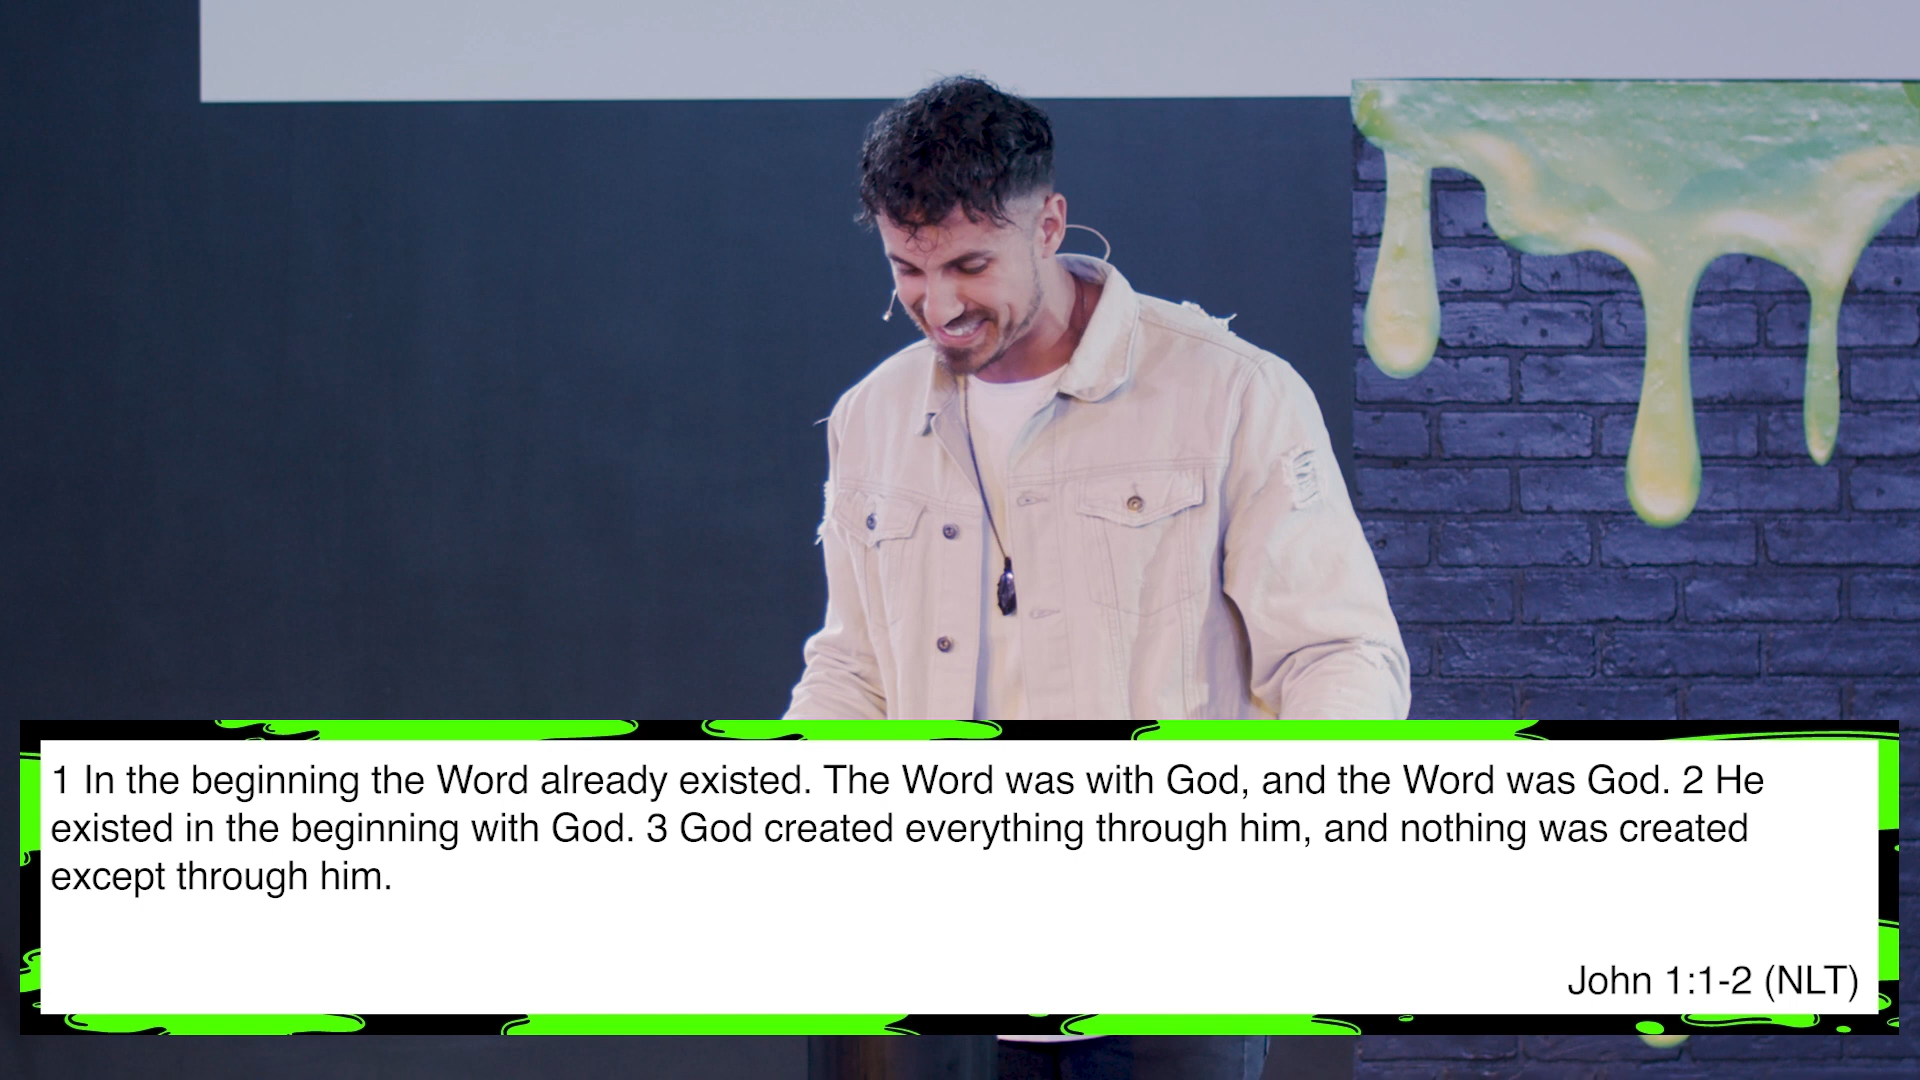 1 In the beginning the Word already existed. The Word was with God, and the Word was God. 2 He
existed in the beginning with God. 3 God created everything through him, and nothing was created
except through him.
John 1:1-2 (NLT)